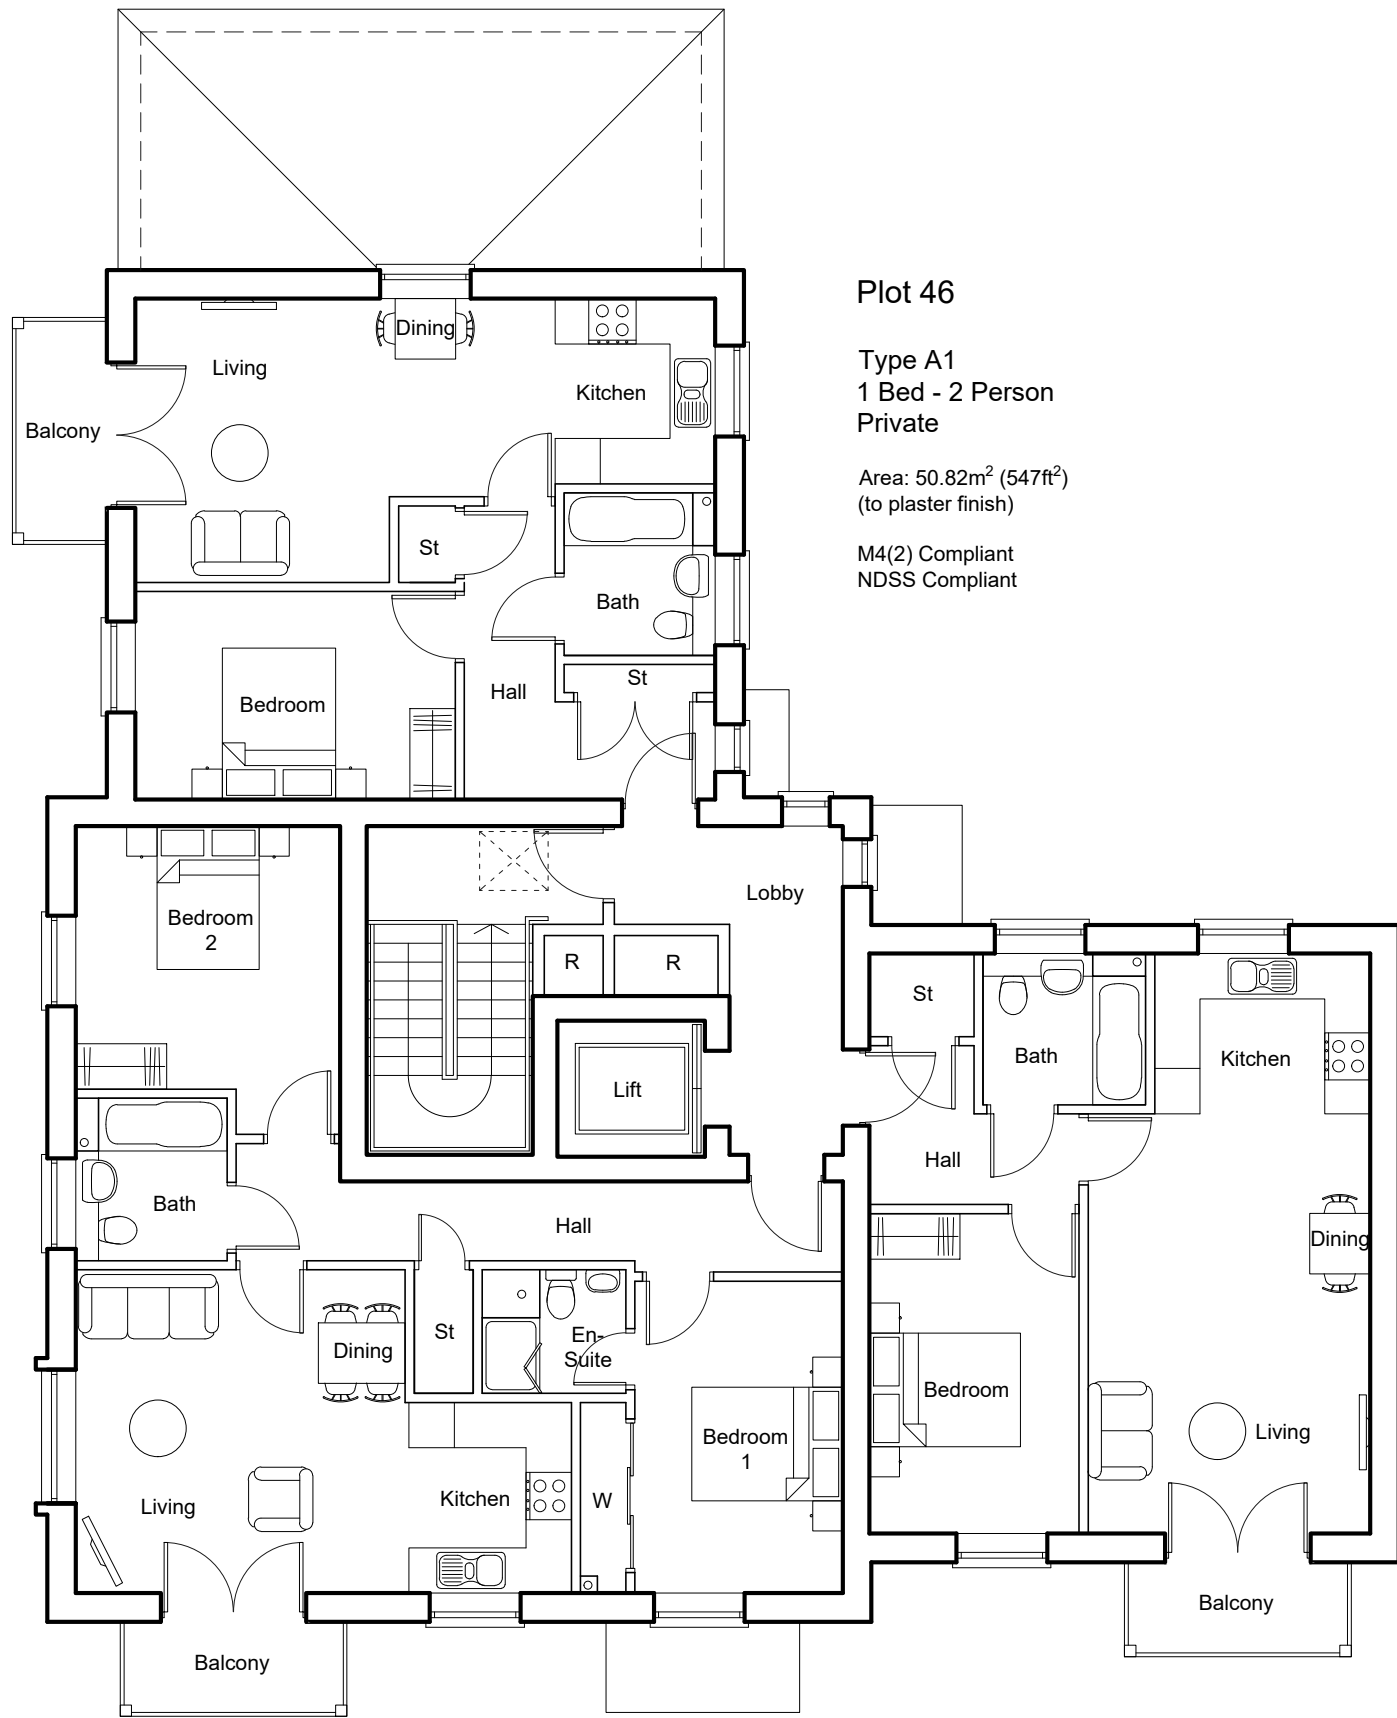 Plot 46
Type A1
1 Bed - 2 Person
Private
Area: 50.82m² (547ft²)
(to plaster finish)
M4(2) Compliant
NDSS Compliant
Dining
Living
Kitchen
Balcony
St
Bath
St
Hall
Bedroom
Lobby
Bedroom
2
R
R
St
Lift
Bath
Kitchen
Hall
Bath
Hall
Dining
En-
Suite
St
Dining
Bedroom
Living
Bedroom
1
Kitchen
W
Living
Balcony
Balcony